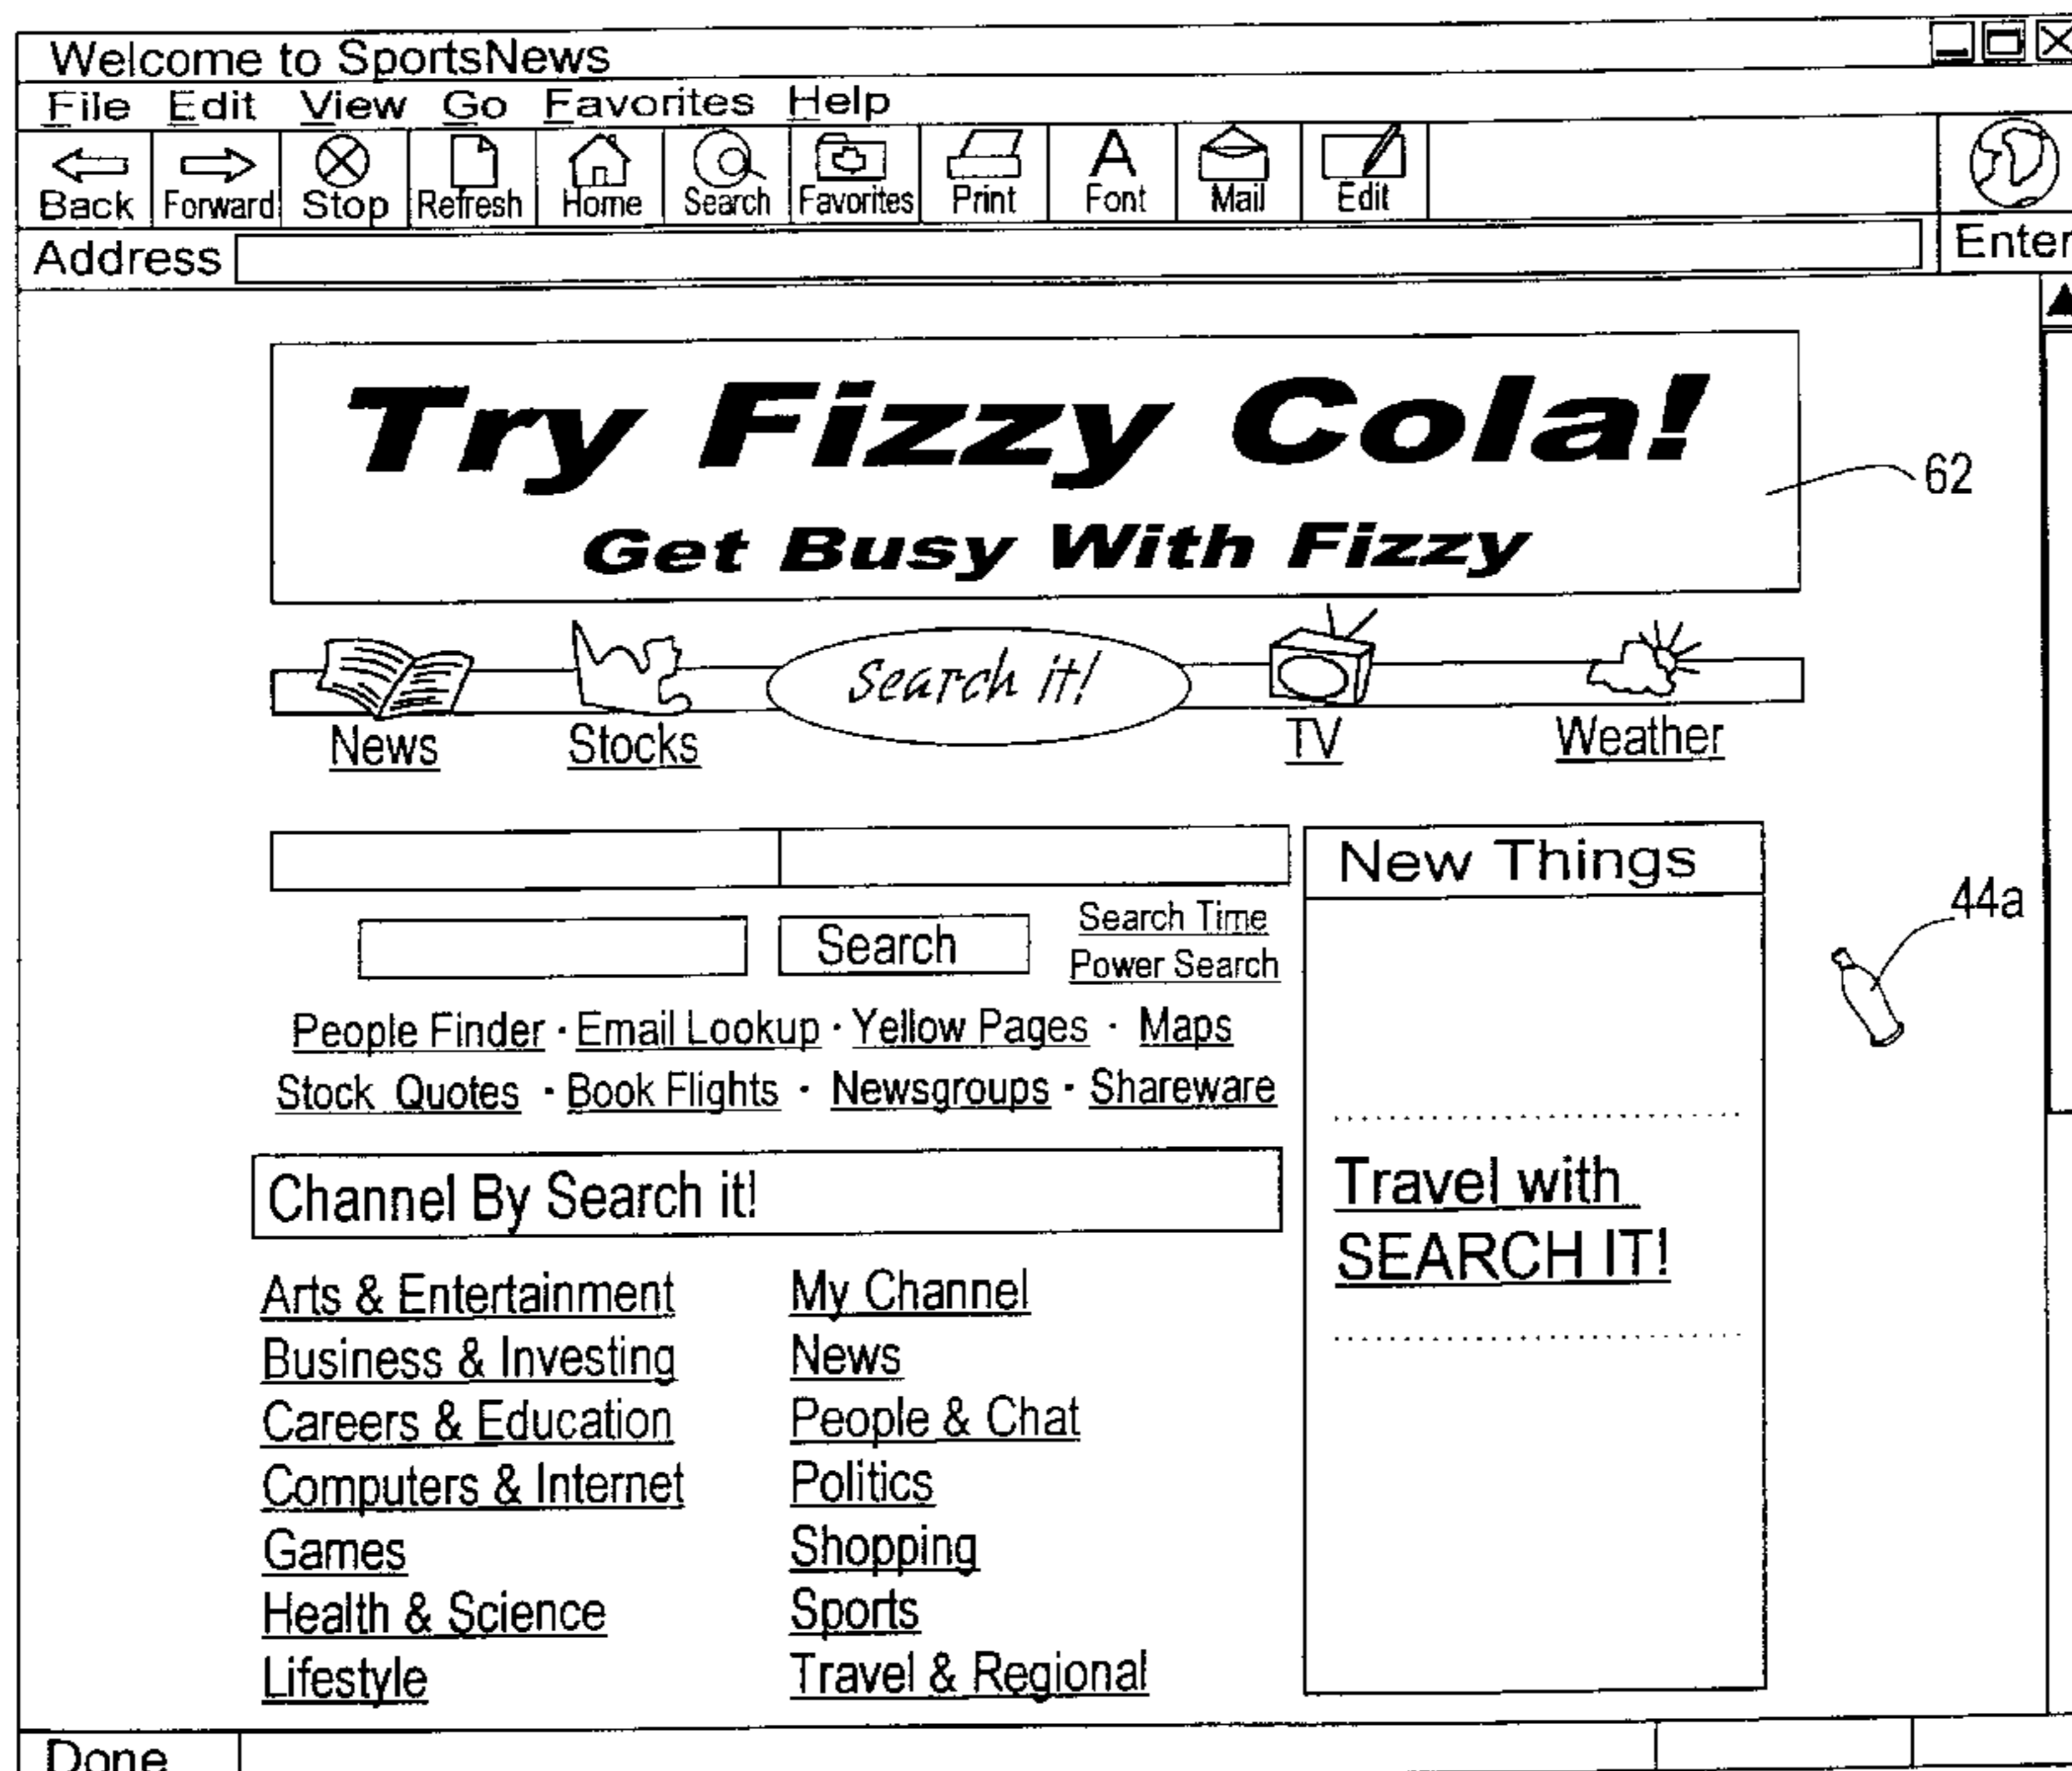 Welcome to SportsNews
File Edit View Go Favorites Help
Back Forward Stop Refresh Home Search Favorites Print Font Mail Edit
Address Enter
Try Fizzy Cola!
62
Get Busy With Fizzy
Search it!
News Stocks TV Weather
New Things
44a
Search Search Time
Power Search
People Finder · Email Lookup · Yellow Pages · Maps
Stock Quotes · Book Flights · Newsgroups · Shareware
Channel By Search it!
Travel with
SEARCH IT!
Arts & Entertainment My Channel
Business & Investing News
Careers & Education People & Chat
Computers & Internet Politics
Games Shopping
Health & Science Sports
Lifestyle Travel & Regional
Done